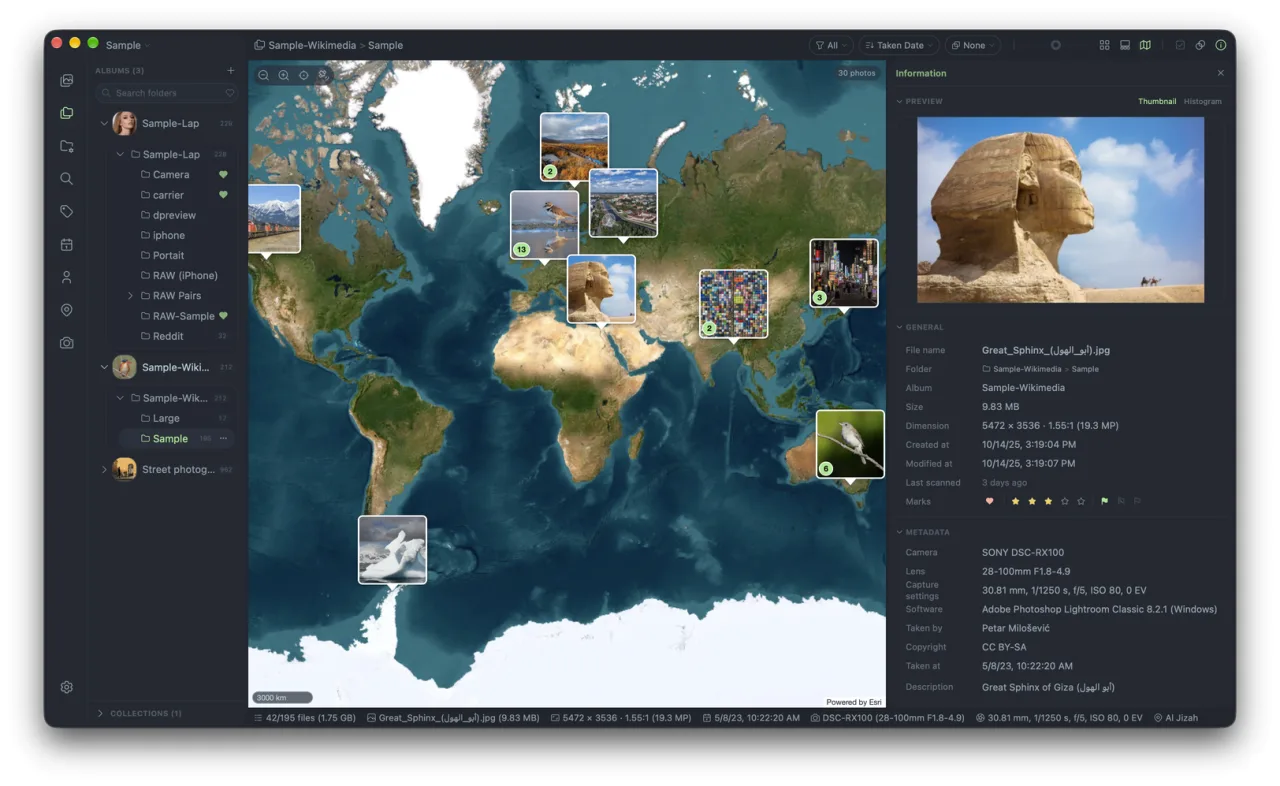 Sample
Sample-Wikimedia > Sample
All
Taken Date
None
ALBUMS (3)
Search folders
Sample-Lap
Sample-Lap
Camera
carrier
dpreview
iphone
Portait
RAW (iPhone)
RAW Pairs
RAW-Sample
Reddit
Sample-Wiki...
Sample-Wik...
Large
Sample
Street photog...
COLLECTIONS (1)
30 photos
2
13
3
2
6
3000 km
Powered by Esri
Information
PREVIEW
Thumbnail Histogram
GENERAL
File name Great_Sphinx_(أبو_الهول).jpg
Folder Sample-Wikimedia > Sample
Album Sample-Wikimedia
Size 9.83 MB
Dimension 5472 × 3536 · 1.55:1 (19.3 MP)
Created at 10/14/25, 3:19:04 PM
Modified at 10/14/25, 3:19:07 PM
Last scanned 3 days ago
Marks
METADATA
Camera SONY DSC-RX100
Lens 28-100mm F1.8-4.9
Capture settings 30.81 mm, 1/1250 s, f/5, ISO 80, 0 EV
Software Adobe Photoshop Lightroom Classic 8.2.1 (Windows)
Taken by Petar Milošević
Copyright CC BY-SA
Taken at 5/8/23, 10:22:20 AM
Description Great Sphinx of Giza (أبو الهول)
42/195 files (1.75 GB) Great_Sphinx_(أبو_الهول).jpg (9.83 MB) 5472 × 3536 · 1.55:1 (19.3 MP) 5/8/23, 10:22:20 AM DSC-RX100 (28-100mm F1.8-4.9) 30.81 mm, 1/1250 s, f/5, ISO 80, 0 EV Al Jizah